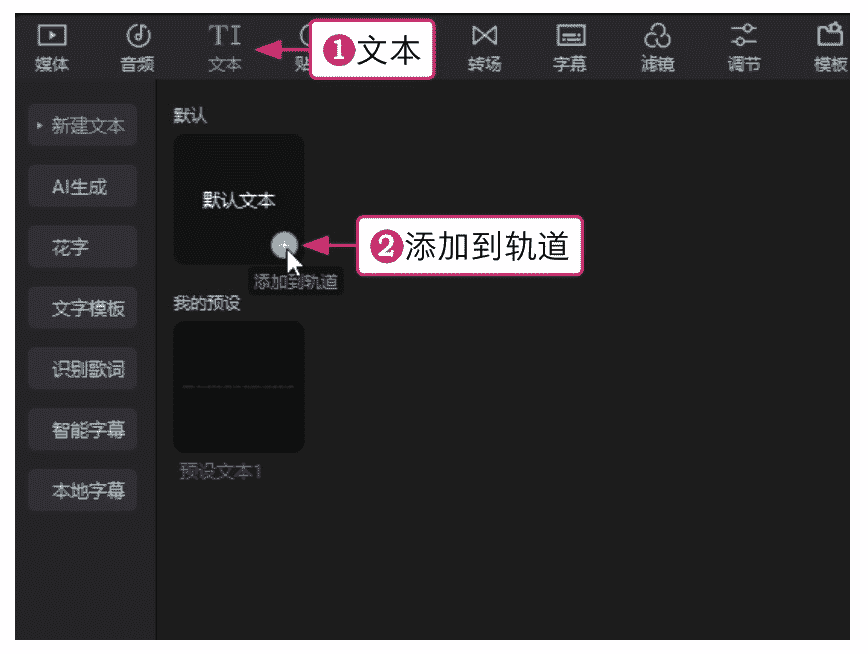 TI
媒体 音频 文本 贴 转场 字幕 滤镜 调节 模板
❶文本
新建文本
AI生成
花字
文字模板
识别歌词
智能字幕
本地字幕
默认
默认文本
❷添加到轨道
添加到轨道
我的预设
预设文本1